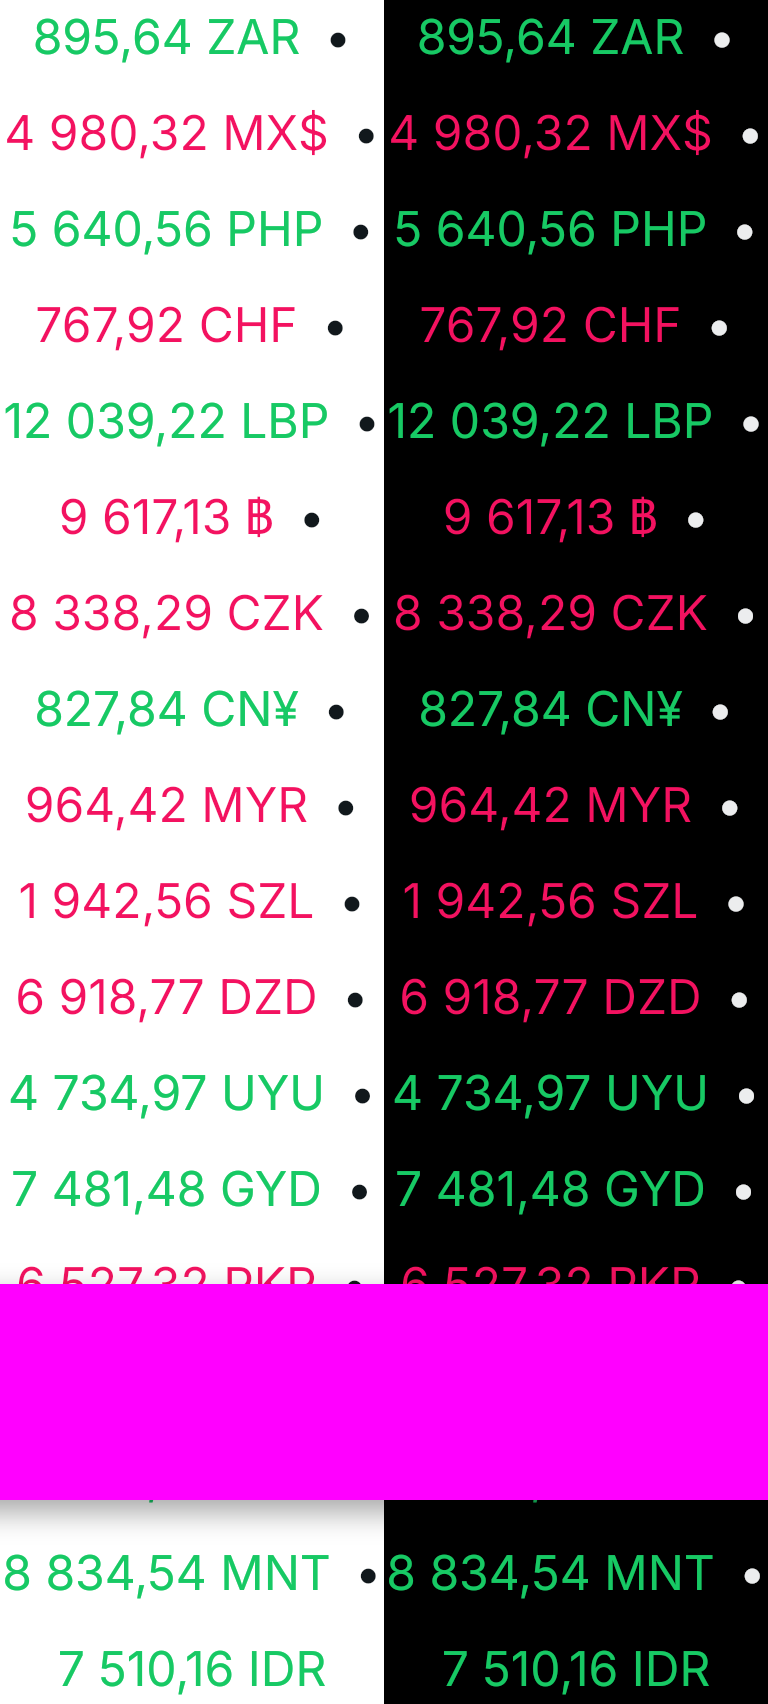 895,64 ZAR •
4 980,32 MX$ •
5 640,56 PHP •
767,92 CHF •
12 039,22 LBP •
9 617,13 ฿ •
8 338,29 CZK •
827,84 CN¥ •
964,42 MYR •
1 942,56 SZL •
6 918,77 DZD •
4 734,97 UYU •
7 481,48 GYD •
8 834,54 MNT •
7 510,16 IDR
895,64 ZAR •
4 980,32 MX$ •
5 640,56 PHP •
767,92 CHF •
12 039,22 LBP •
9 617,13 ฿ •
8 338,29 CZK •
827,84 CN¥ •
964,42 MYR •
1 942,56 SZL •
6 918,77 DZD •
4 734,97 UYU •
7 481,48 GYD •
8 834,54 MNT •
7 510,16 IDR